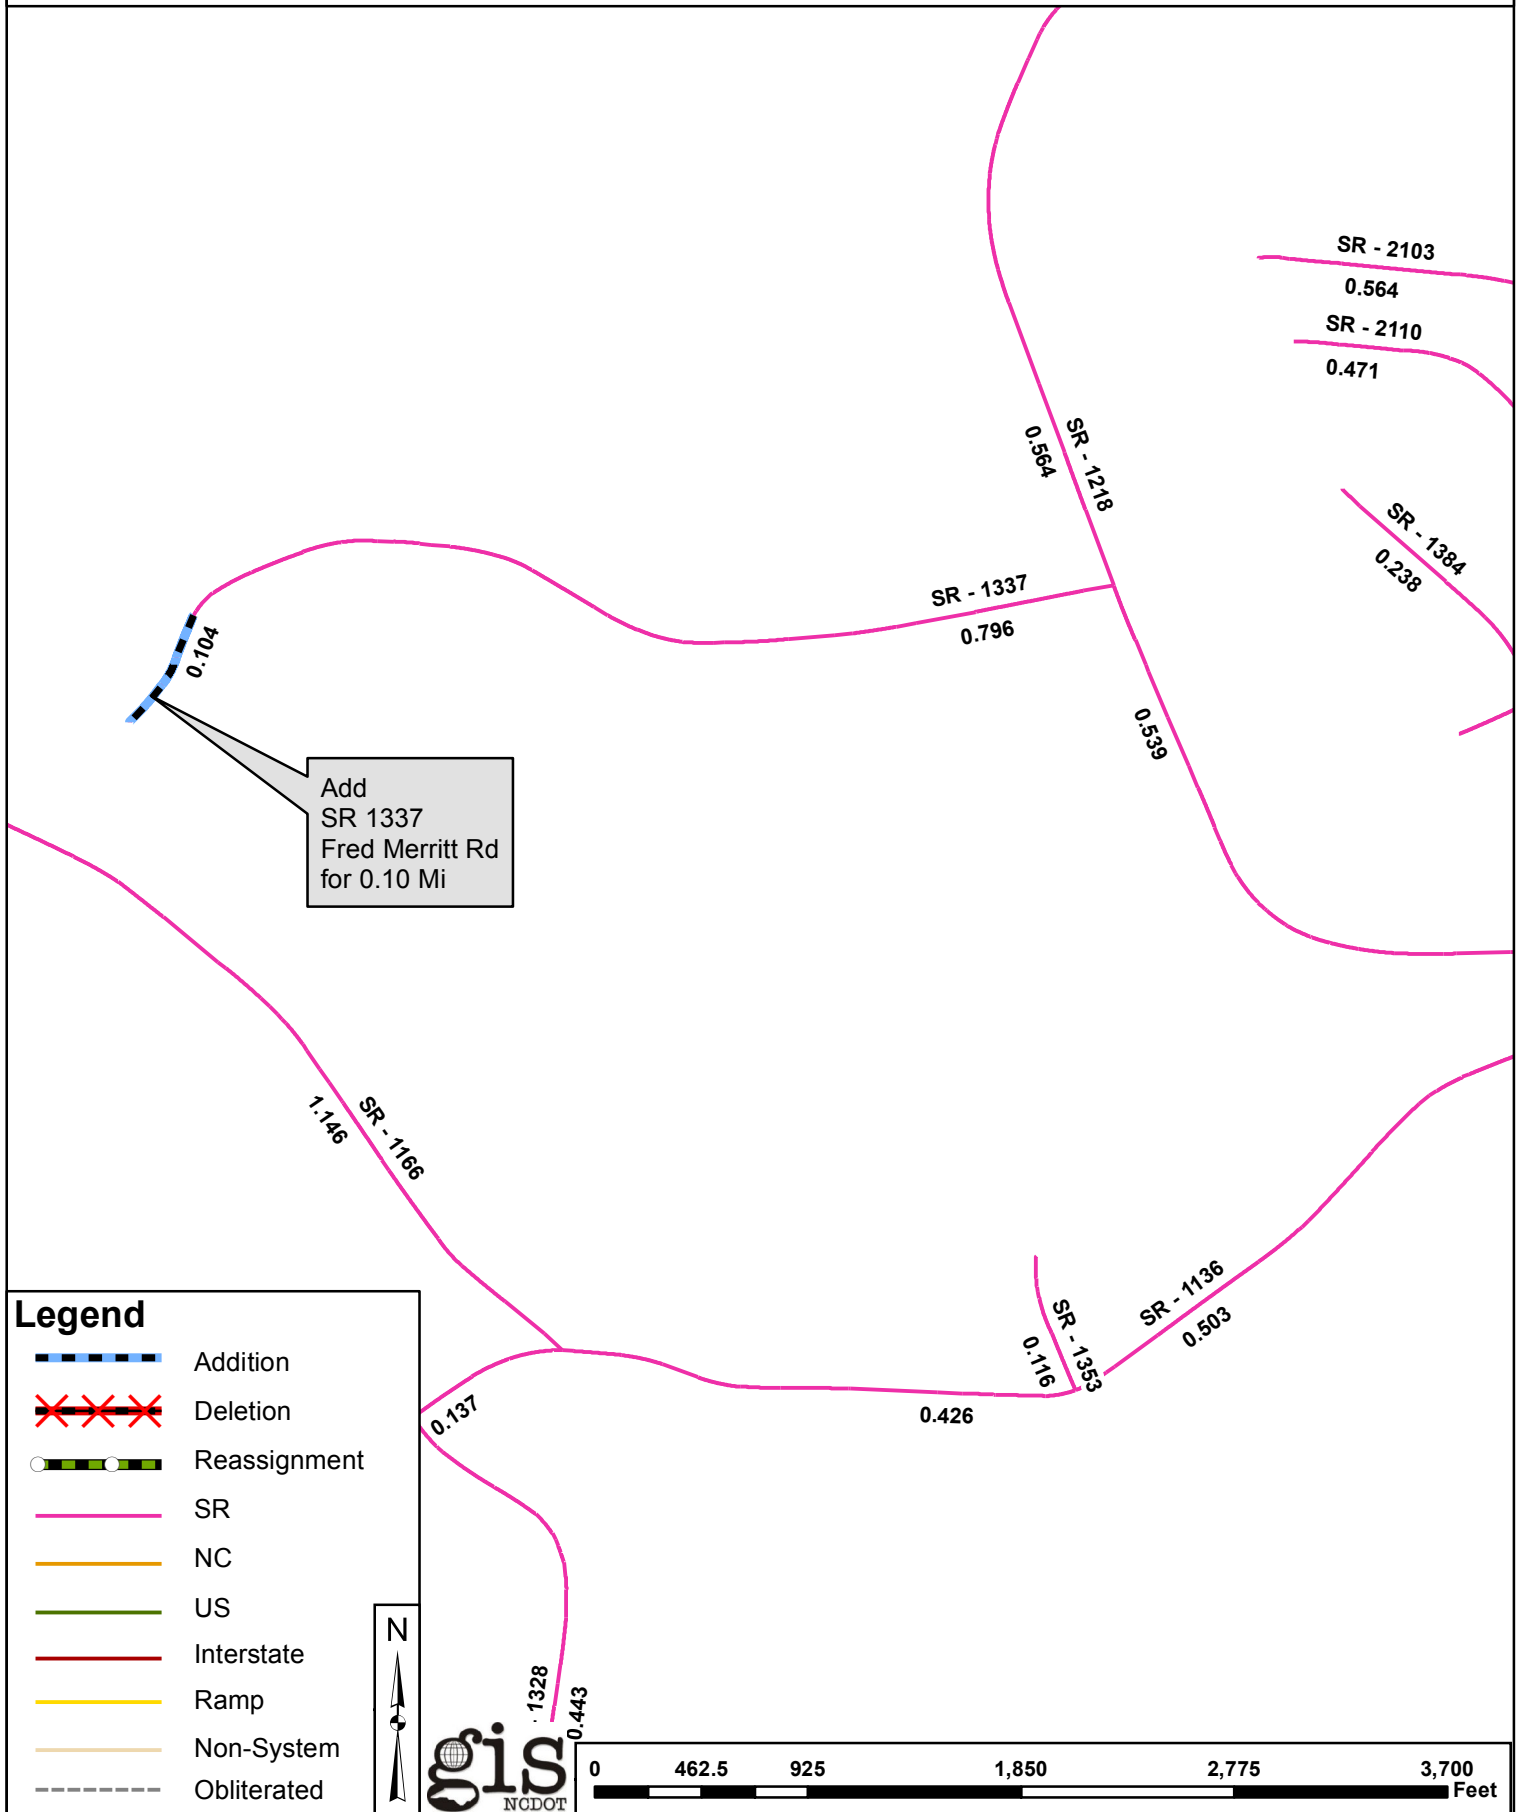 SR - 2103
0.564
SR - 2110
0.471
SR - 1218
0.564
SR - 1384
0.238
SR - 1337
0.796
0.104
0.539
Add
SR 1337
Fred Merritt Rd
for 0.10 Mi
SR - 1166
1.146
SR - 1136
0.503
SR - 1353
0.116
0.426
0.137
- 1328
0.443
Legend
Addition
Deletion
Reassignment
SR
NC
US
Interstate
Ramp
Non-System
Obliterated
N
gis
NCDOT
0 462.5 925 1,850 2,775 3,700
Feet